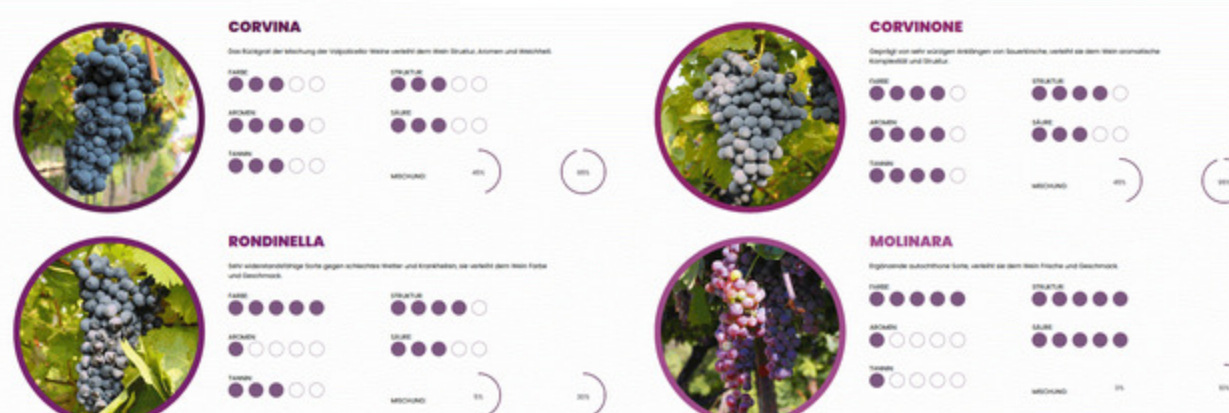 CORVINA
Das Rückgrat der Mischung der Valpolicella-Weine verleiht dem Wein Struktur, Aromen und Weichheit.
FARBE:
STRUKTUR:
AROMEN:
SÄURE:
TANNIN:
MISCHUNG:
45%
95%
CORVINONE
Geprägt von sehr würzigen Anklängen von Sauerkirsche, verleiht sie dem Wein aromatische
Komplexität und Struktur.
FARBE:
STRUKTUR:
AROMEN:
SÄURE:
TANNIN:
MISCHUNG:
45%
RONDINELLA
Sehr widerstandsfähige Sorte gegen schlechtes Wetter und Krankheiten, sie verleiht dem Wein Farbe
und Geschmack.
FARBE:
STRUKTUR:
AROMEN:
SÄURE:
TANNIN:
MISCHUNG:
5%
30%
MOLINARA
Ergänzende autochthone Sorte, verleiht sie dem Wein Frische und Geschmack.
FARBE:
STRUKTUR:
AROMEN:
SÄURE:
TANNIN:
MISCHUNG:
0%